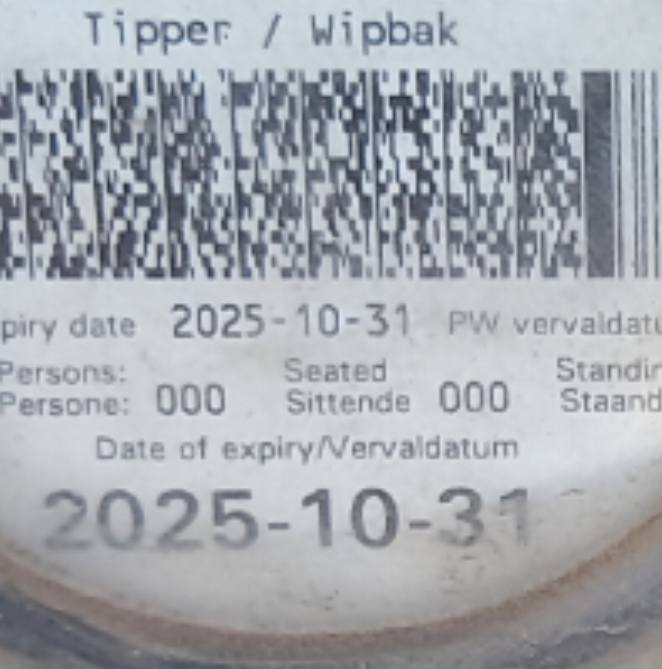 Tipper / Wipbak
piry date 2025-10-31 PW vervaldatu
Persons: Seated Standin
Persone: 000 Sittende 000 Staand
Date of expiry/Vervaldatum
2025-10-31